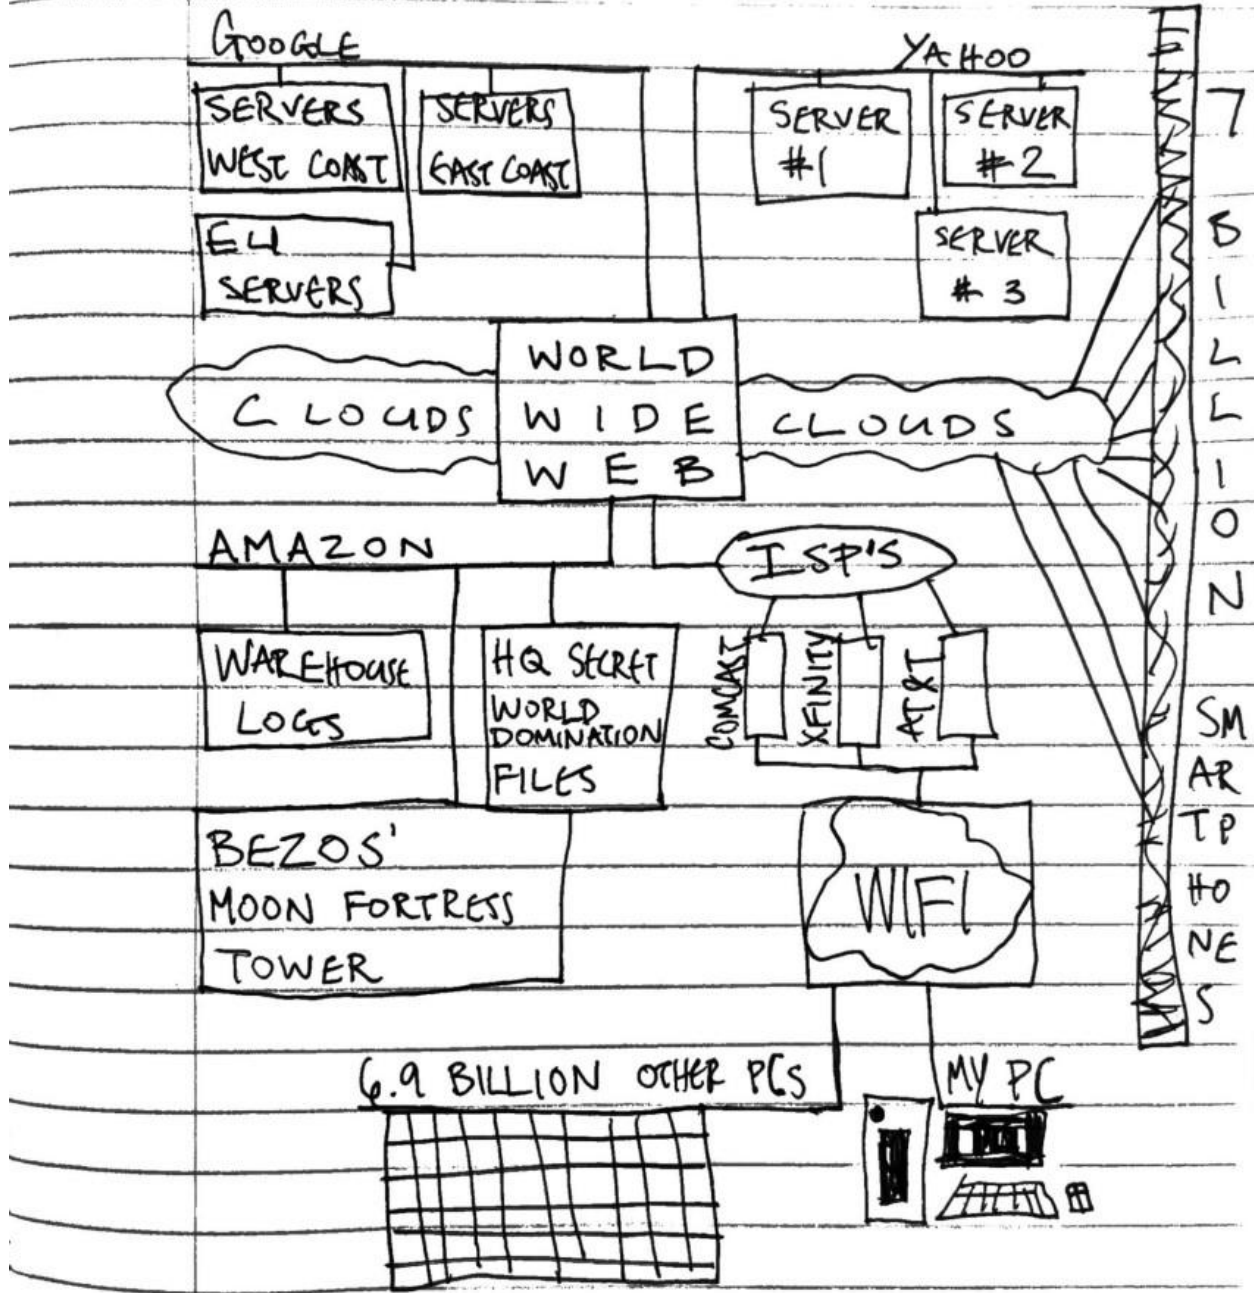 GOOGLE
YAHOO
SERVERS
WEST COAST
SERVERS
EAST COAST
EU
SERVERS
SERVER
#1
SERVER
#2
SERVER
#3
7
B
I
L
L
I
O
N
SM
AR
TP
HO
NE
S
CLOUDS
WORLD
WIDE
WEB
CLOUDS
AMAZON
ISP'S
WAREHOUSE
LOGS
HQ SECRET
WORLD
DOMINATION
FILES
COMCAST
XFINITY
AT&T
BEZOS'
MOON FORTRESS
TOWER
WIFI
6.9 BILLION OTHER PCS
MY PC